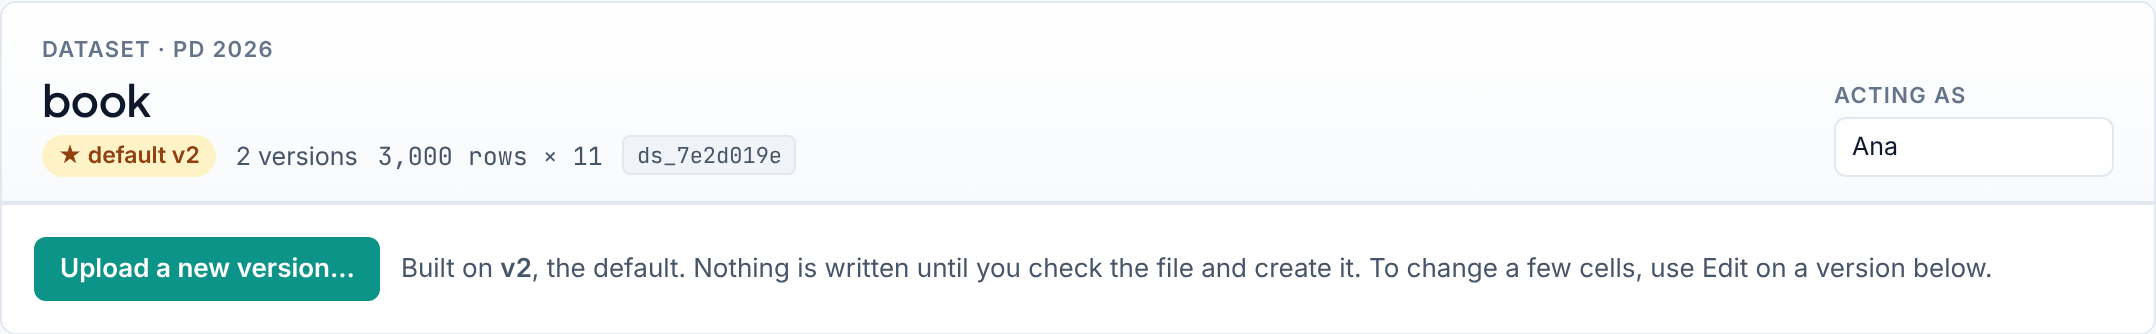 DATASET · PD 2026
book
ACTING AS
★ default v2 2 versions 3,000 rows × 11 ds_7e2d019e
Ana
Upload a new version... Built on v2, the default. Nothing is written until you check the file and create it. To change a few cells, use Edit on a version below.